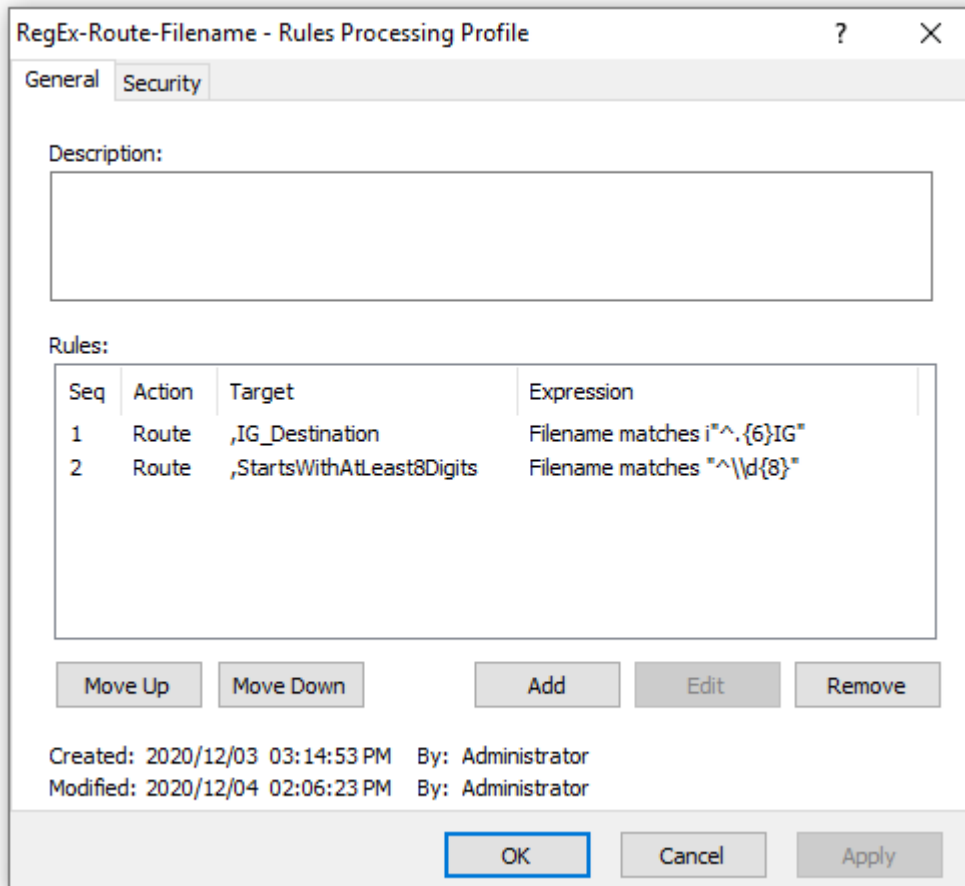 RegEx-Route-Filename - Rules Processing Profile ? ×
General Security
Description:
Rules:
Seq Action Target Expression
1 Route ,IG_Destination Filename matches i"^.{6}IG"
2 Route ,StartsWithAtLeast8Digits Filename matches "^\\d{8}"
Move Up Move Down Add Edit Remove
Created: 2020/12/03 03:14:53 PM By: Administrator
Modified: 2020/12/04 02:06:23 PM By: Administrator
OK Cancel Apply